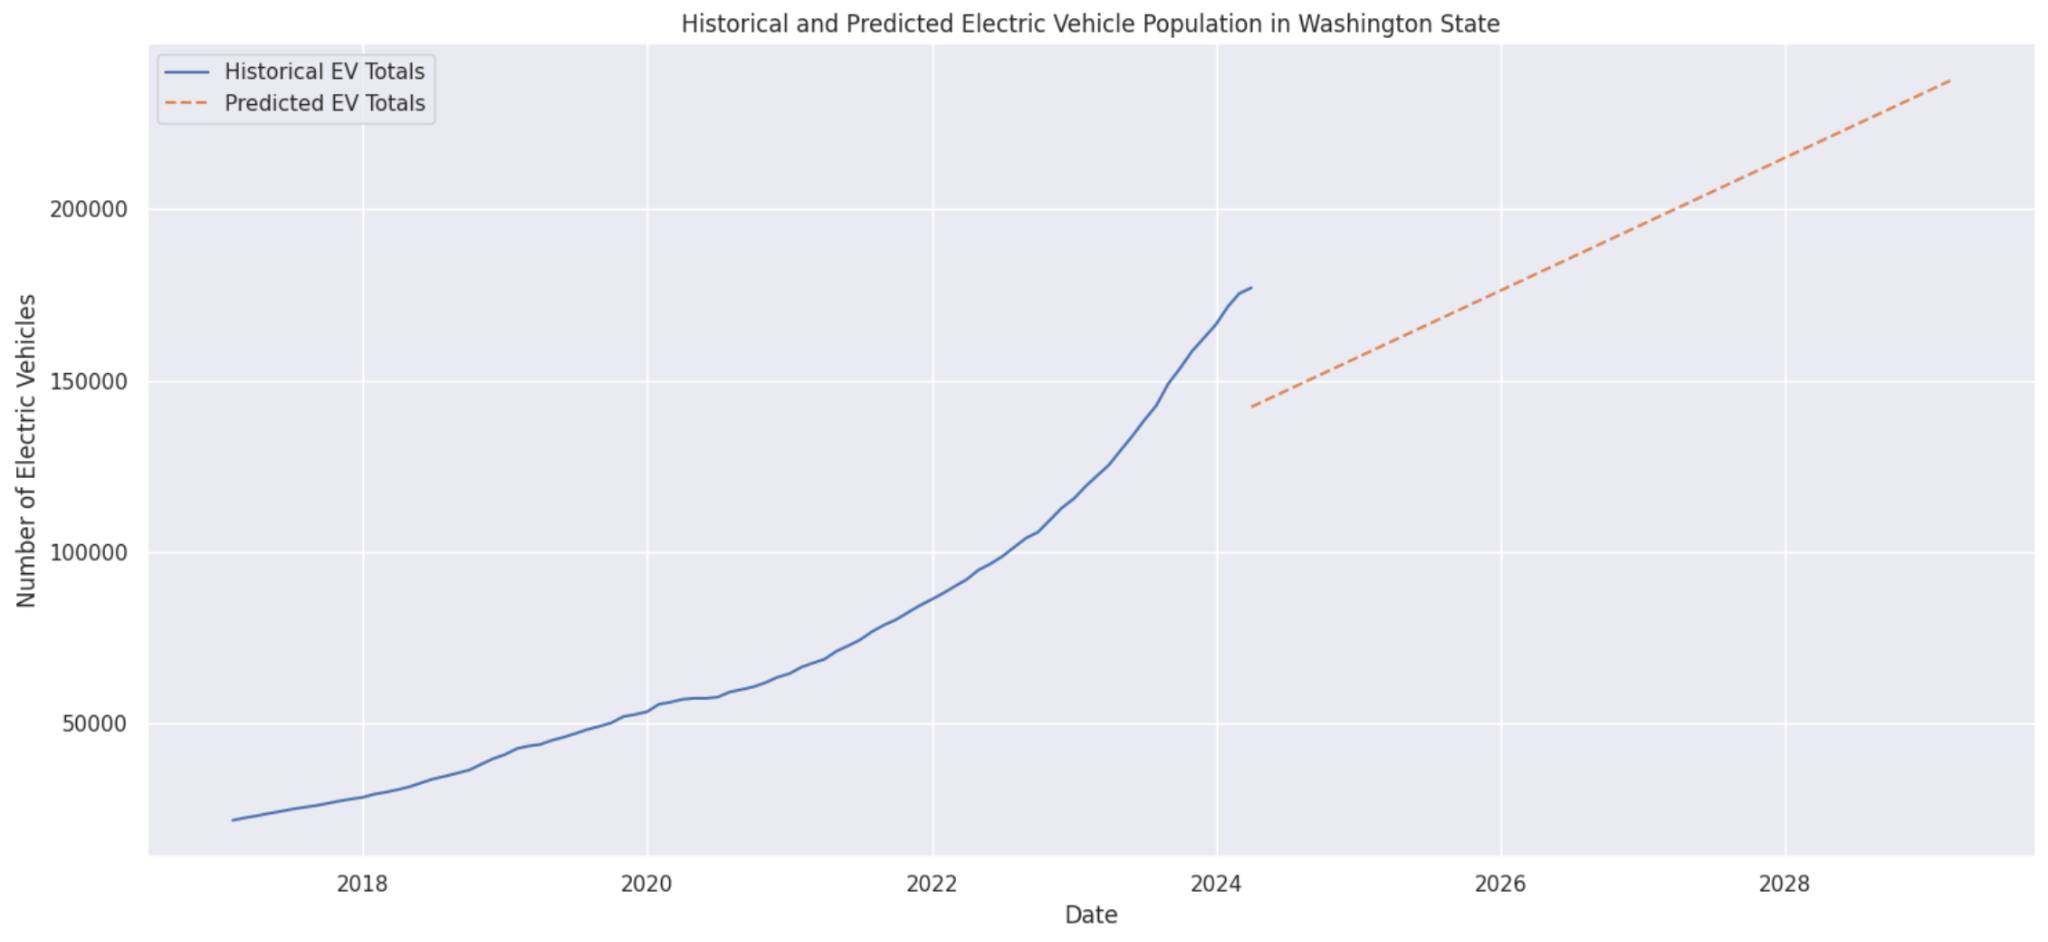 Historical and Predicted Electric Vehicle Population in Washington State
Historical EV Totals
Predicted EV Totals
Number of Electric Vehicles
200000
150000
100000
50000
2018
2020
2022
2024
2026
2028
Date